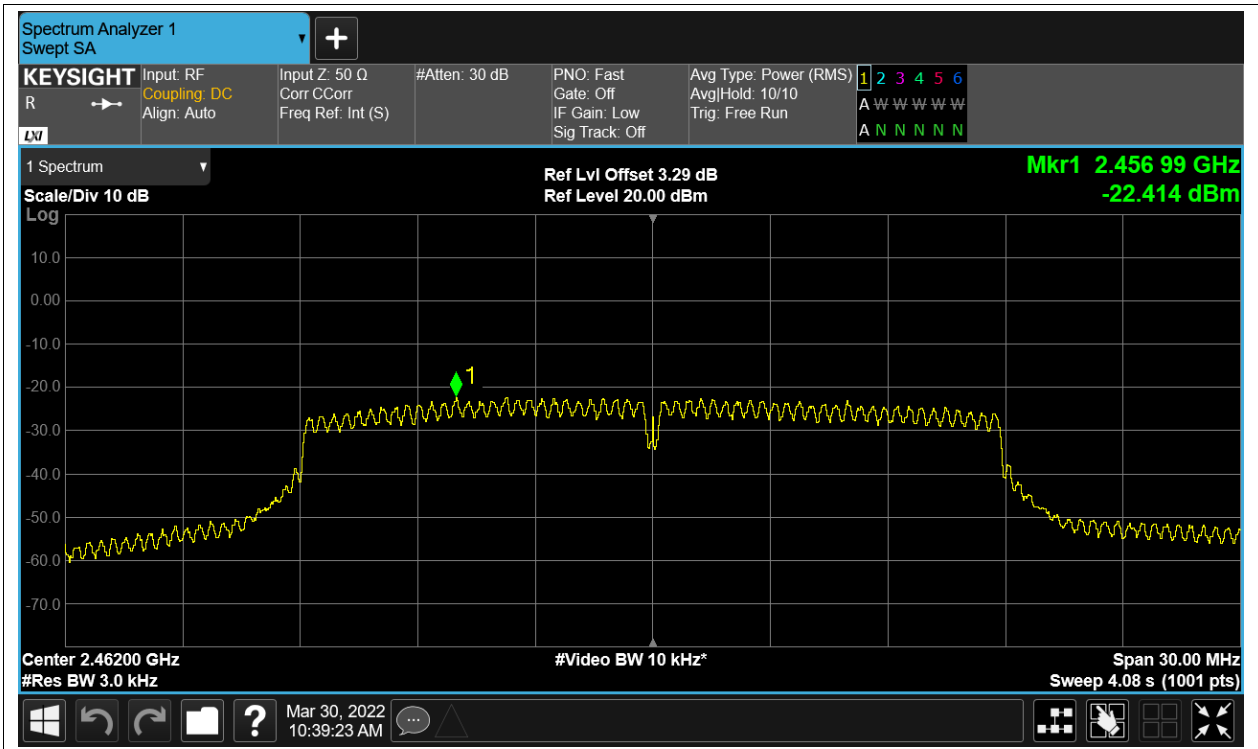 Spectrum Analyzer 1
Swept SA
KEYSIGHT Input: RF Input Z: 50 Ω #Atten: 30 dB PNO: Fast Avg Type: Power (RMS) 1 2 3 4 5 6
R Coupling: DC Corr CCorr Gate: Off Avg|Hold: 10/10 A W W W W W
Align: Auto Freq Ref: Int (S) IF Gain: Low Trig: Free Run
LXI Sig Track: Off A N N N N N
1 Spectrum Ref Lvl Offset 3.29 dB Mkr1 2.456 99 GHz
Scale/Div 10 dB Ref Level 20.00 dBm -22.414 dBm
Log
10.0
0.00
-10.0
-20.0
1
-30.0
-40.0
-50.0
-60.0
-70.0
Center 2.46200 GHz #Video BW 10 kHz* Span 30.00 MHz
#Res BW 3.0 kHz Sweep 4.08 s (1001 pts)
? Mar 30, 2022
10:39:23 AM